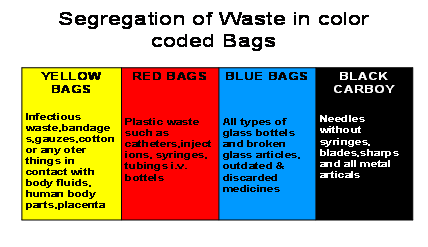 Segregation of Waste in color
coded Bags
YELLOW
BAGS
Infectious
waste,bandage
s,gauzes,cotton
or any oter
things in
contact with
body fluids,
human body
parts,placenta
RED BAGS
Plastic waste
such as
catheters,inject
ions, syringes,
tubings i.v.
bottels
BLUE BAGS
All types of
glass bottels
and broken
glass articles,
outdated &
discarded
medicines
BLACK
CARBOY
Needles
without
syringes,
blades,sharps
and all metal
articals